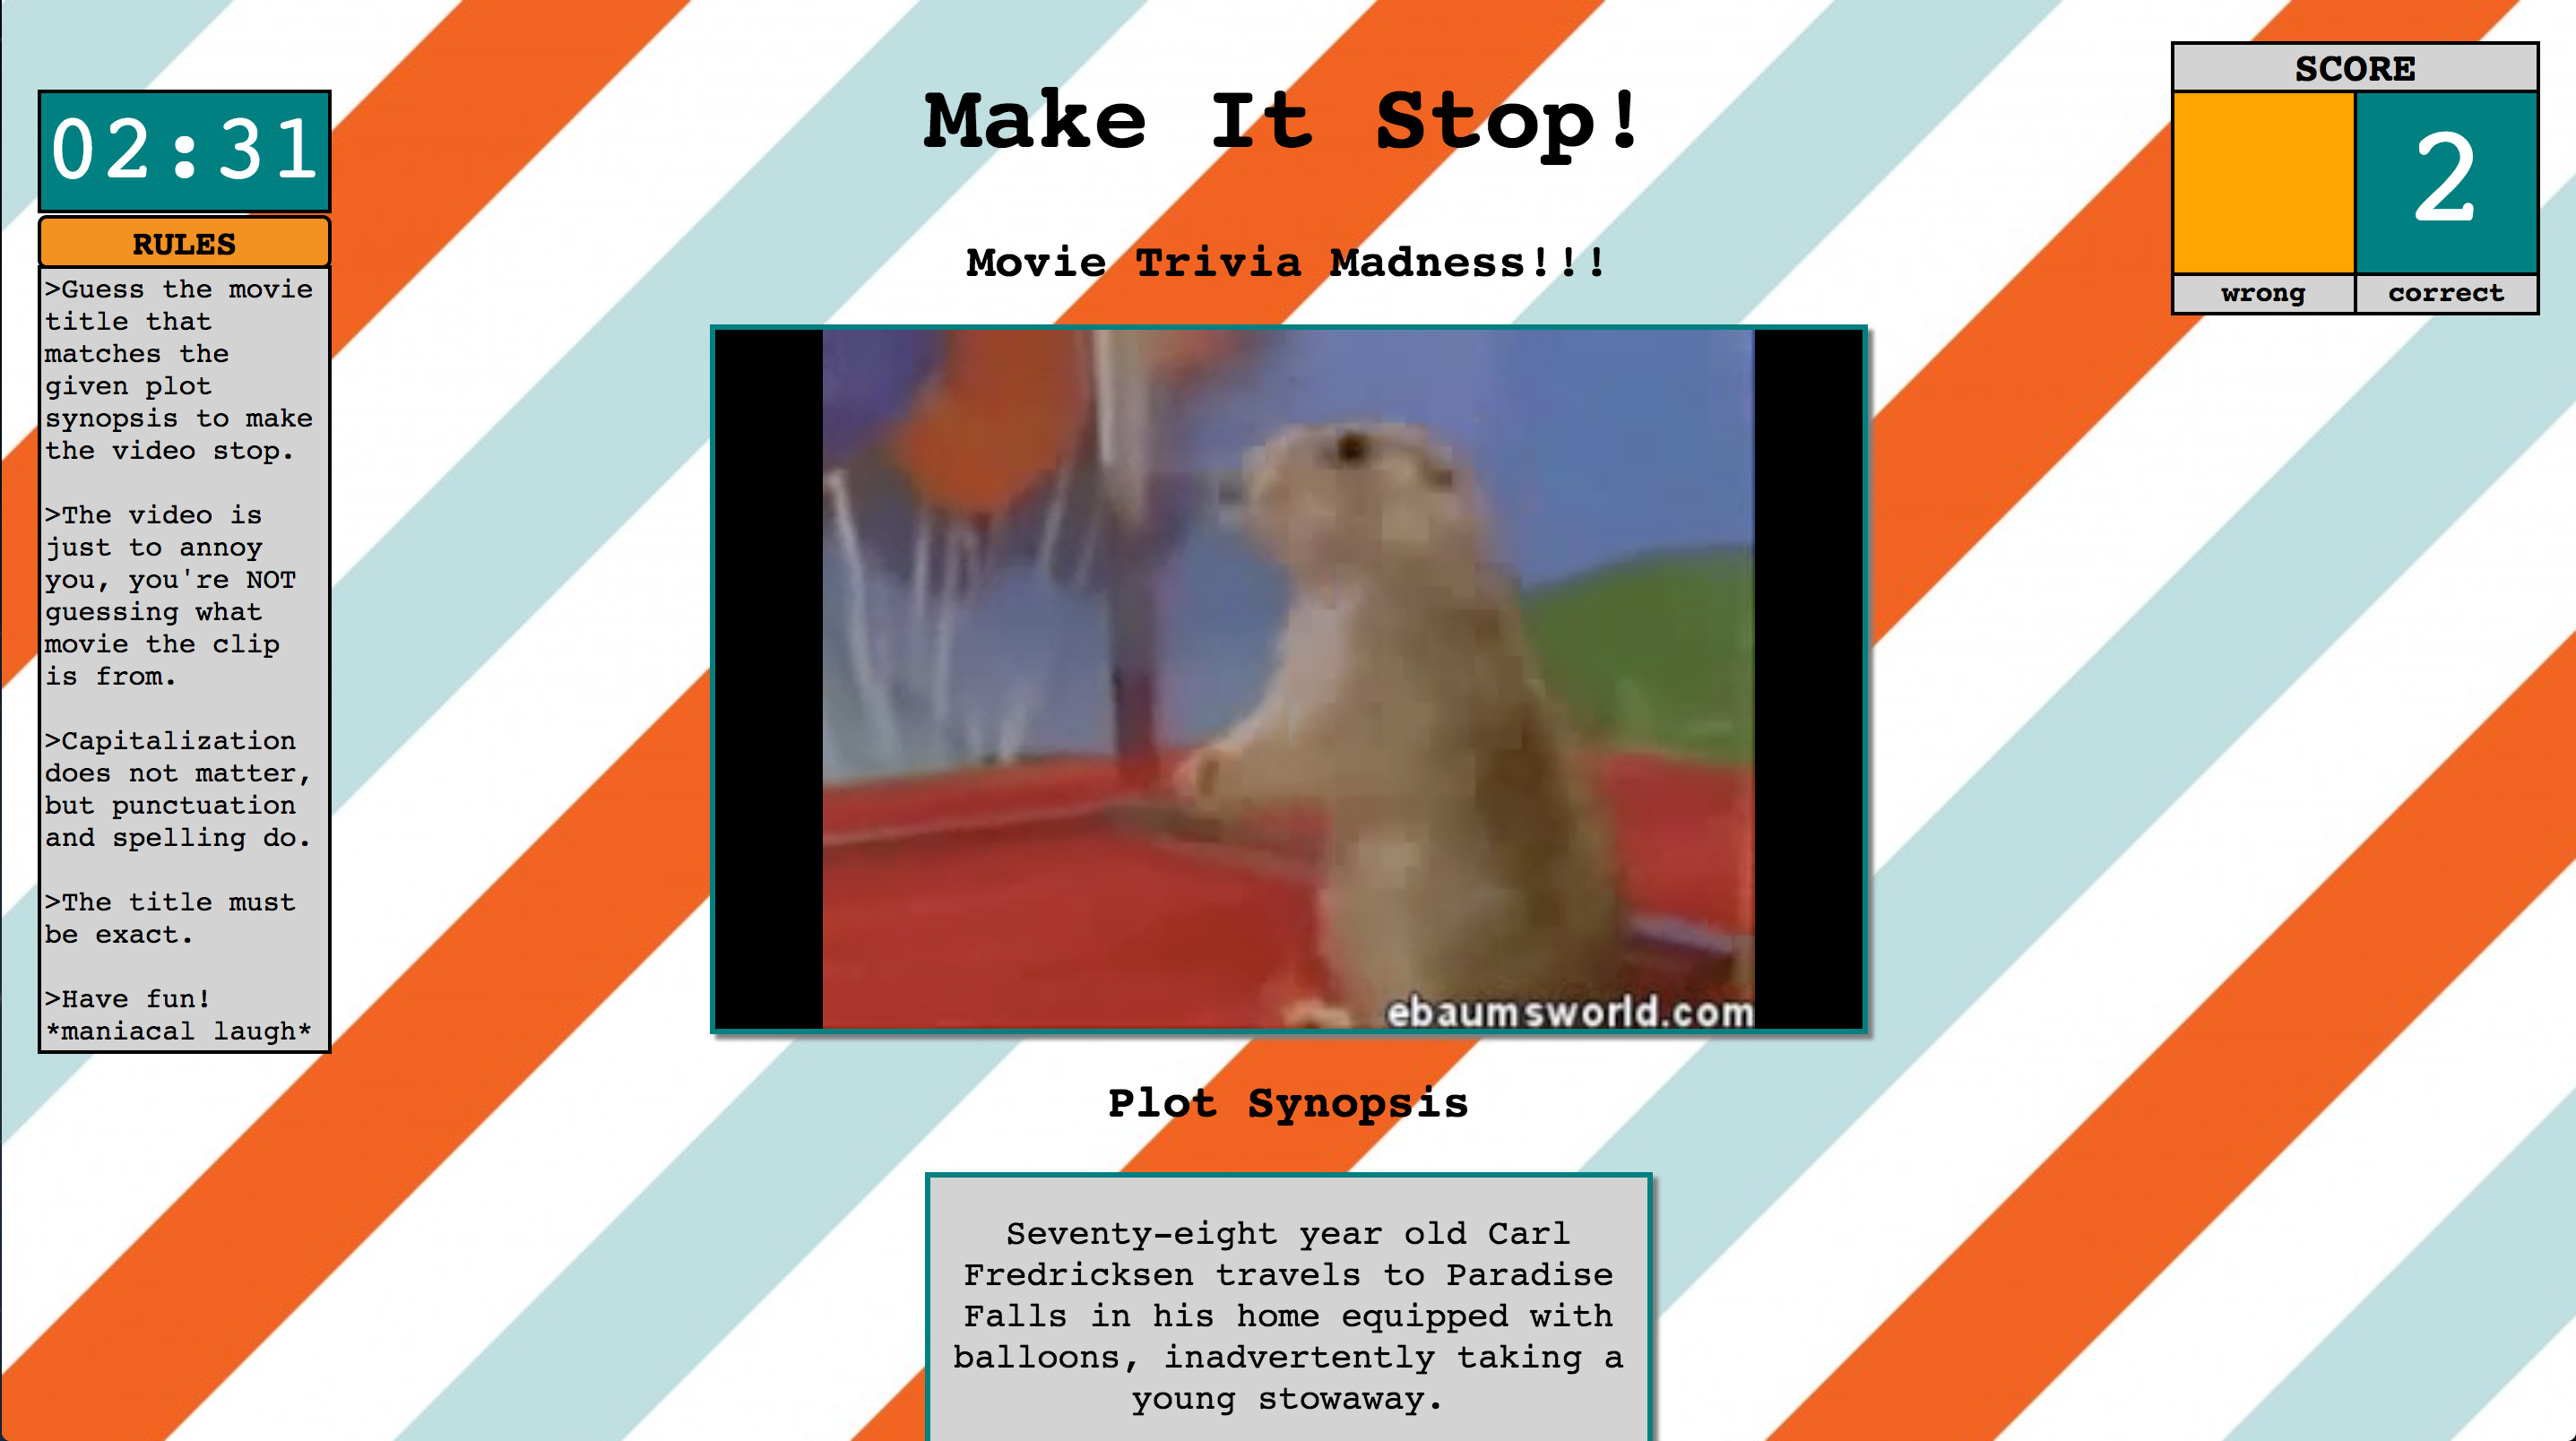 Make It Stop!
Movie Trivia Madness!!!
02:31
RULES
>Guess the movie
title that
matches the
given plot
synopsis to make
the video stop.
>The video is
just to annoy
you, you're NOT
guessing what
movie the clip
is from.
>Capitalization
does not matter,
but punctuation
and spelling do.
>The title must
be exact.
>Have fun!
*maniacal laugh*
SCORE
2
wrong correct
ebaumsworld.com
Plot Synopsis
Seventy-eight year old Carl
Fredricksen travels to Paradise
Falls in his home equipped with
balloons, inadvertently taking a
young stowaway.